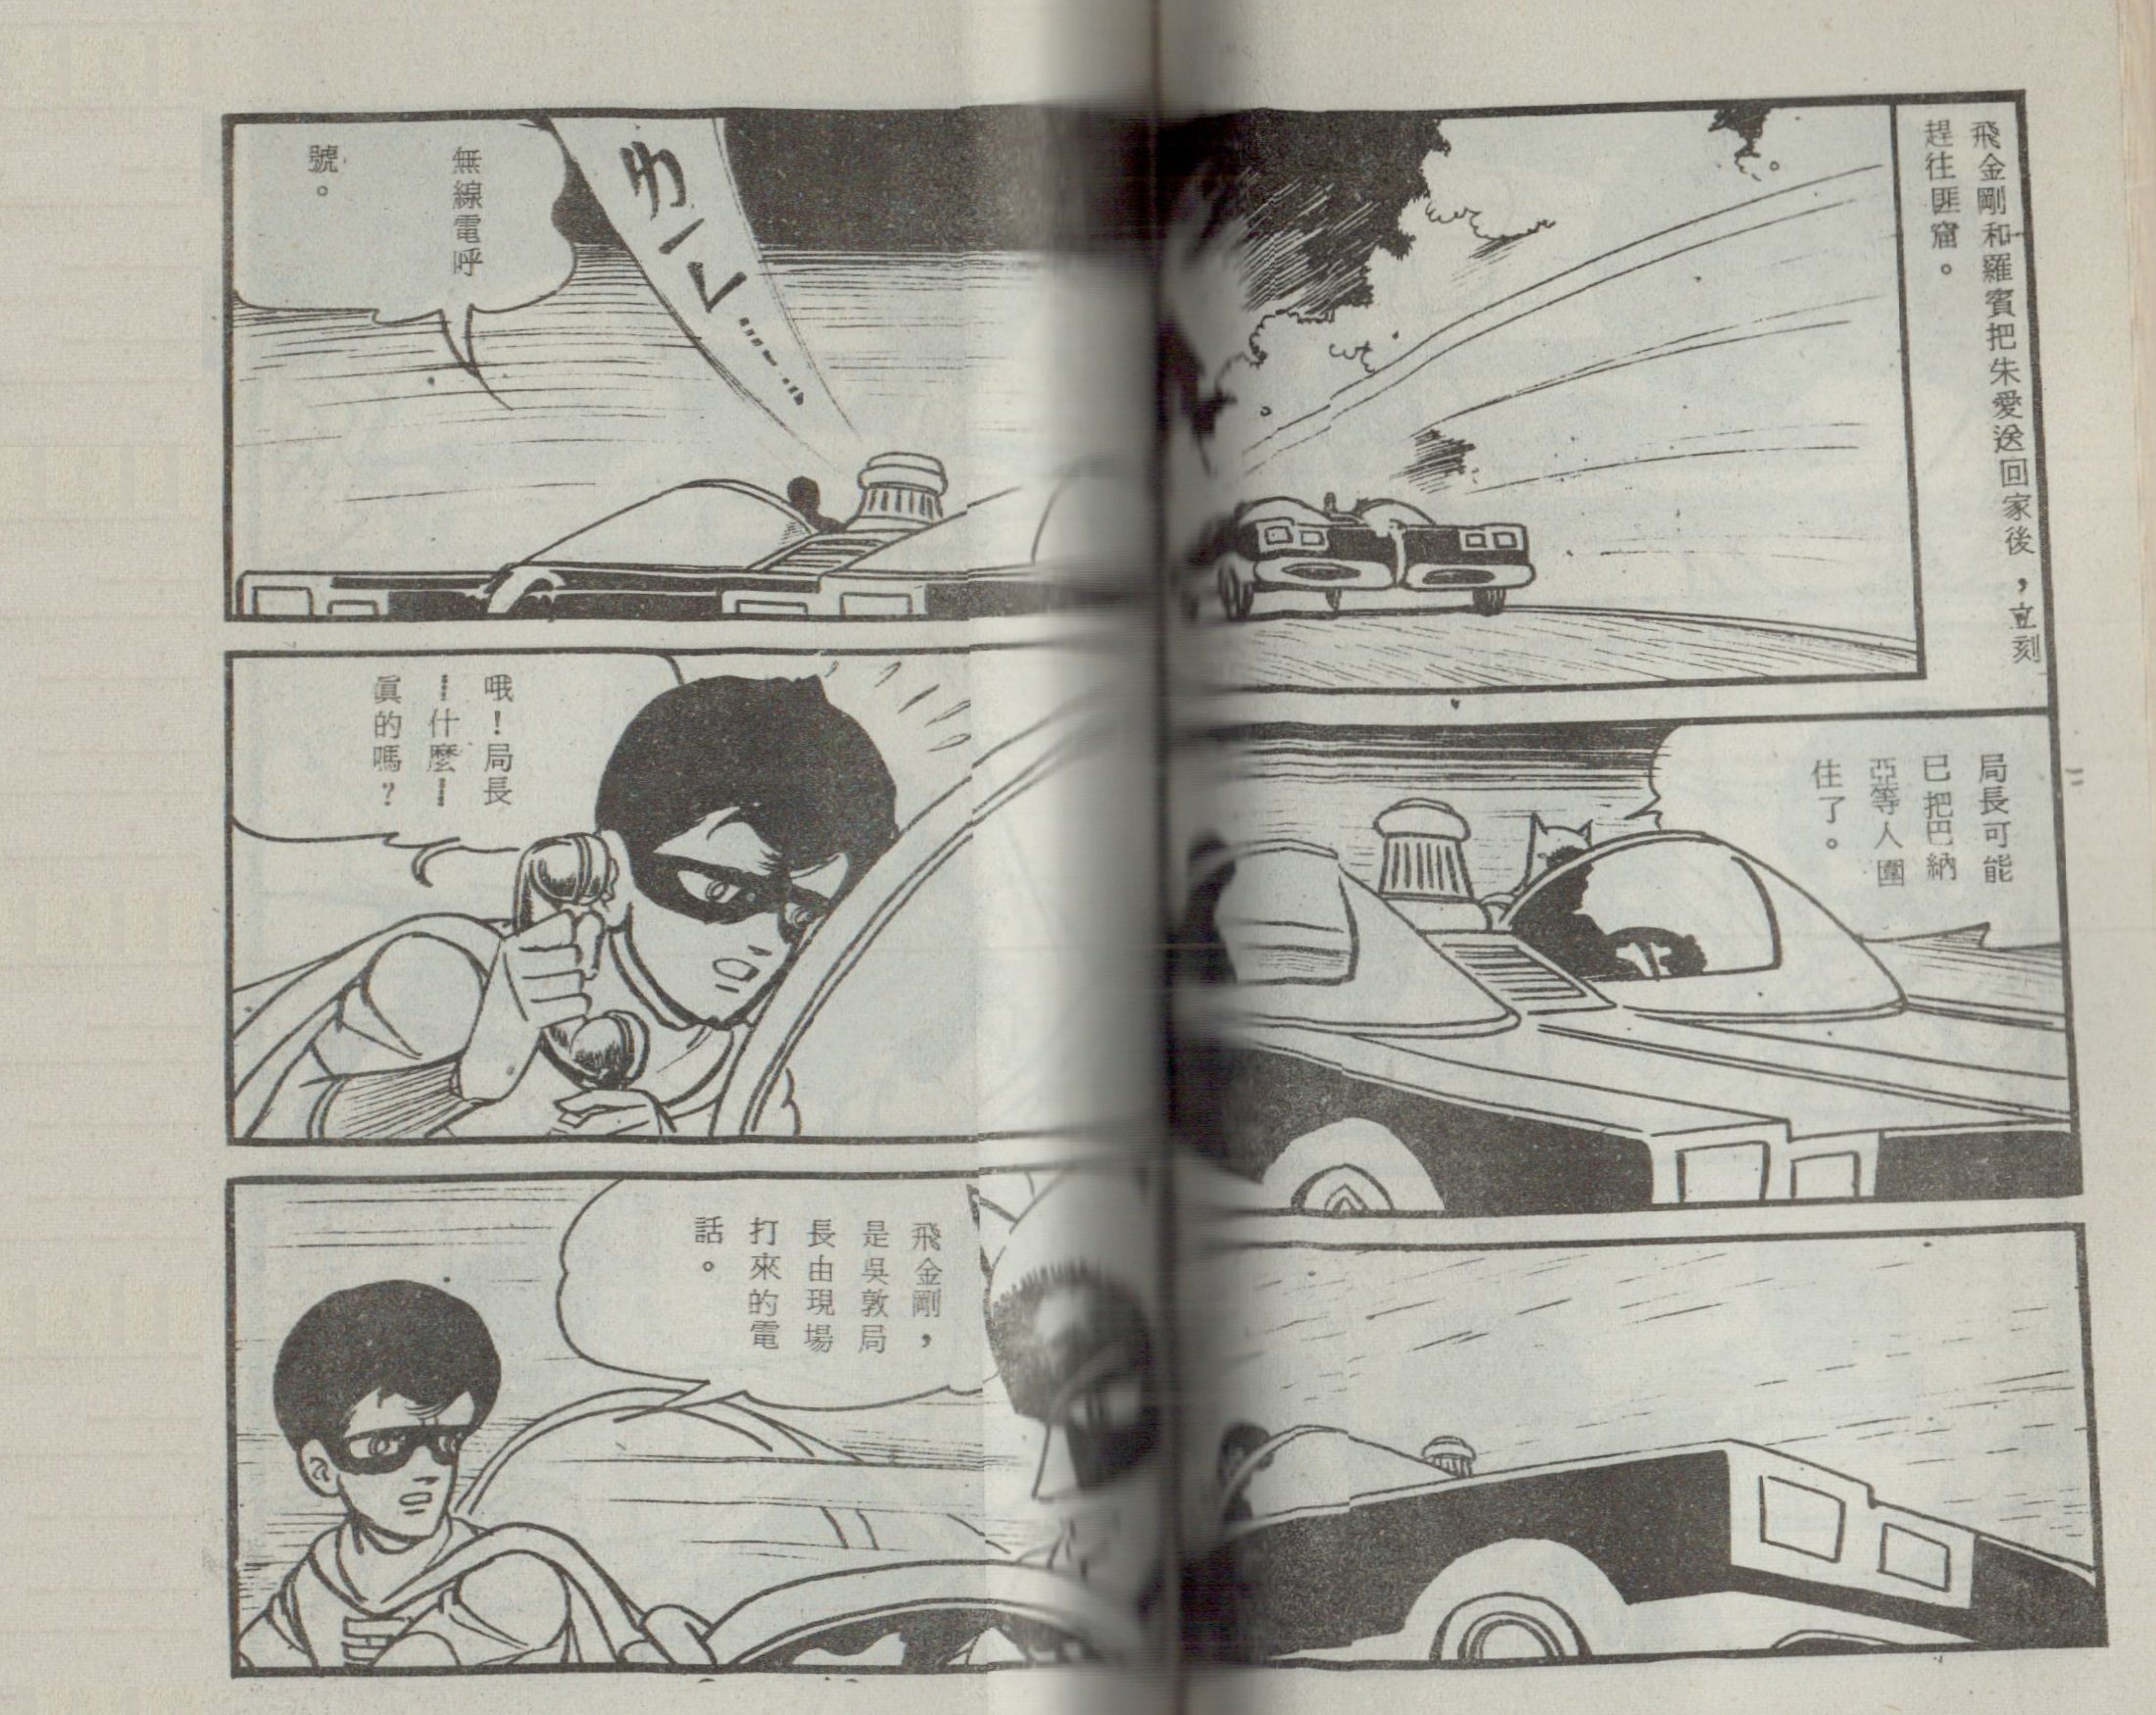 飛金剛和羅賓把朱愛送回家後，立刻
趕往匪窟。
局長可能
已把巴納
亞等人圍
住了。
ㄌㄧㄥ……
無線電呼
號。
哦！局長
—什麼—
眞的嗎？
飛金剛，
是吳敦局
長由現場
打來的電
話。